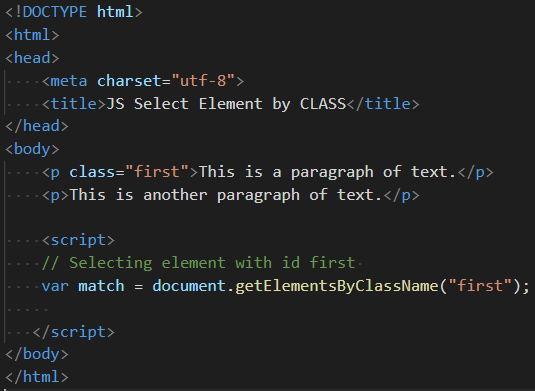 <!DOCTYPE html>
<html>
<head>
    <meta charset="utf-8">
    <title>JS Select Element by CLASS</title>
</head>
<body>
    <p class="first">This is a paragraph of text.</p>
    <p>This is another paragraph of text.</p>

    <script>
    // Selecting element with id first
    var match = document.getElementsByClassName("first");

   </script>
</body>
</html>